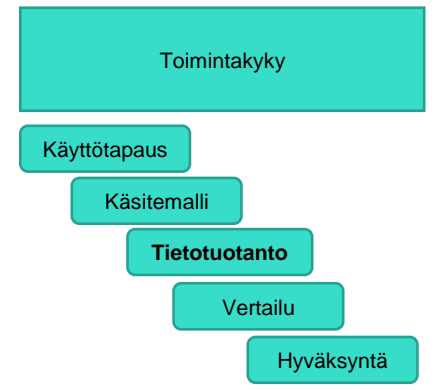 Toimintakyky
Käyttötapaus
Käsitemalli
Tietotuotanto
Vertailu
Hyväksyntä